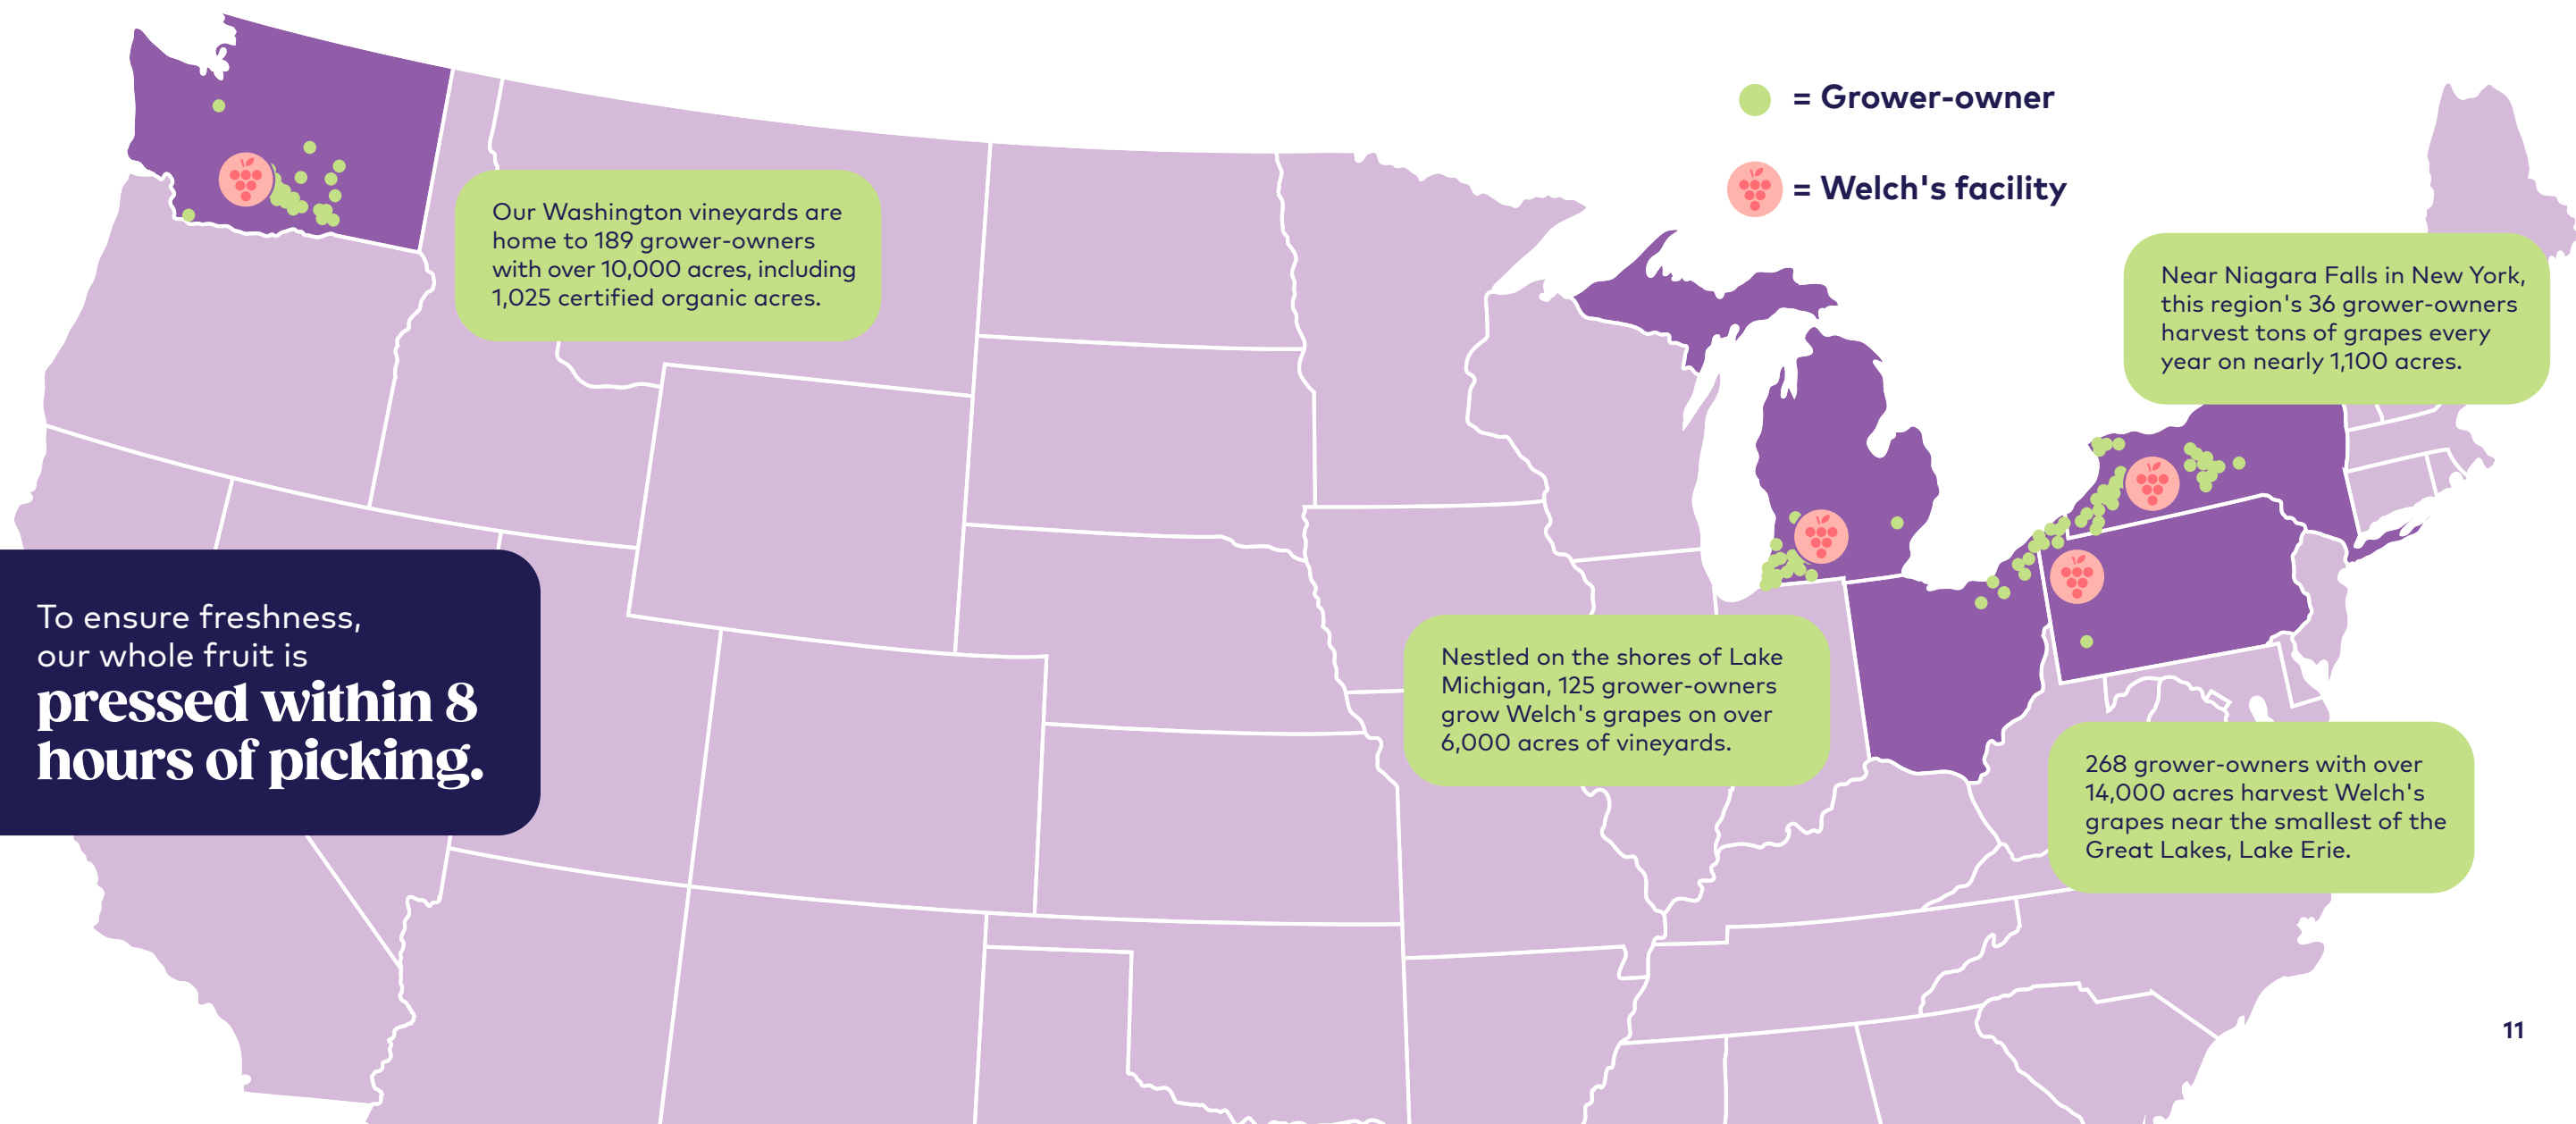 = Grower-owner
= Welch's facility
Our Washington vineyards are
home to 189 grower-owners
with over 10,000 acres, including
1,025 certified organic acres.
Near Niagara Falls in New York,
this region's 36 grower-owners
harvest tons of grapes every
year on nearly 1,100 acres.
To ensure freshness,
our whole fruit is
pressed within 8
hours of picking.
Nestled on the shores of Lake
Michigan, 125 grower-owners
grow Welch's grapes on over
6,000 acres of vineyards.
268 grower-owners with over
14,000 acres harvest Welch's
grapes near the smallest of the
Great Lakes, Lake Erie.
11